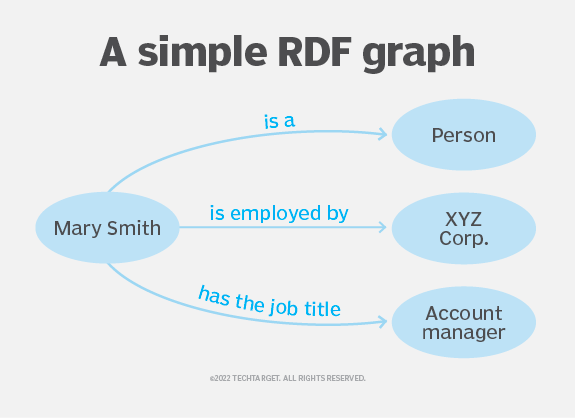 A simple RDF graph
is a
Person
Mary Smith
is employed by
XYZ
Corp.
has the job title
Account
manager
©2022 TECHTARGET. ALL RIGHTS RESERVED.